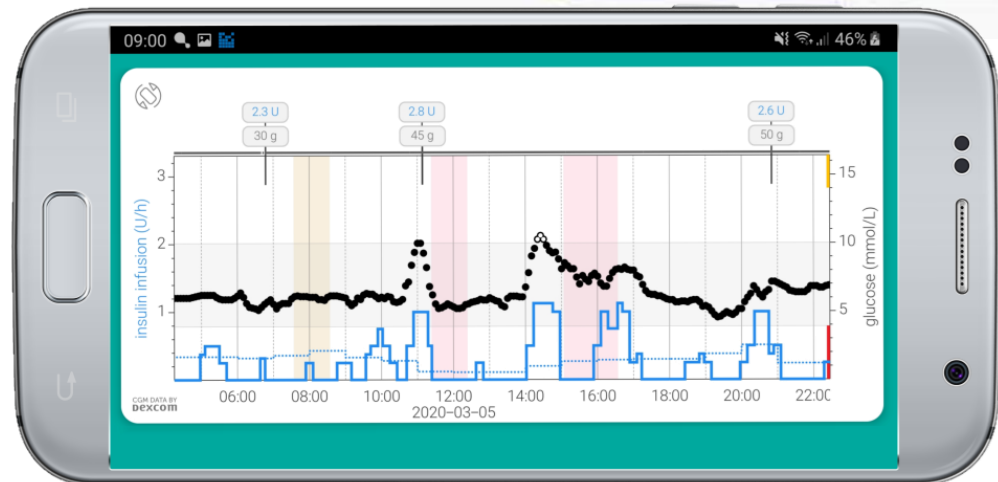 09:00
46%
2.3 U
2.8 U
2.6 U
30 g
45 g
50 g
3
2
1
insulin infusion (U/h)
15
10
5
glucose (mmol/L)
06:00 08:00 10:00 12:00 14:00 16:00 18:00 20:00 22:00
2020-03-05
CGM DATA BY
Dexcom